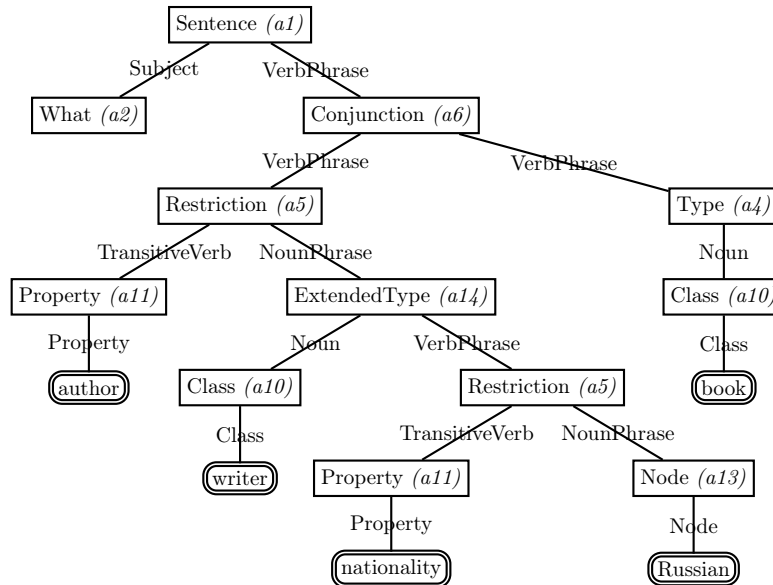 Sentence (a1)
Subject VerbPhrase
What (a2) Conjunction (a6)
VerbPhrase VerbPhrase
Restriction (a5) Type (a4)
TransitiveVerb NounPhrase Noun
Property (a11) ExtendedType (a14) Class (a10)
Property Noun VerbPhrase Class
author Class (a10) Restriction (a5) book
Class TransitiveVerb NounPhrase
writer Property (a11) Node (a13)
Property Node
nationality Russian